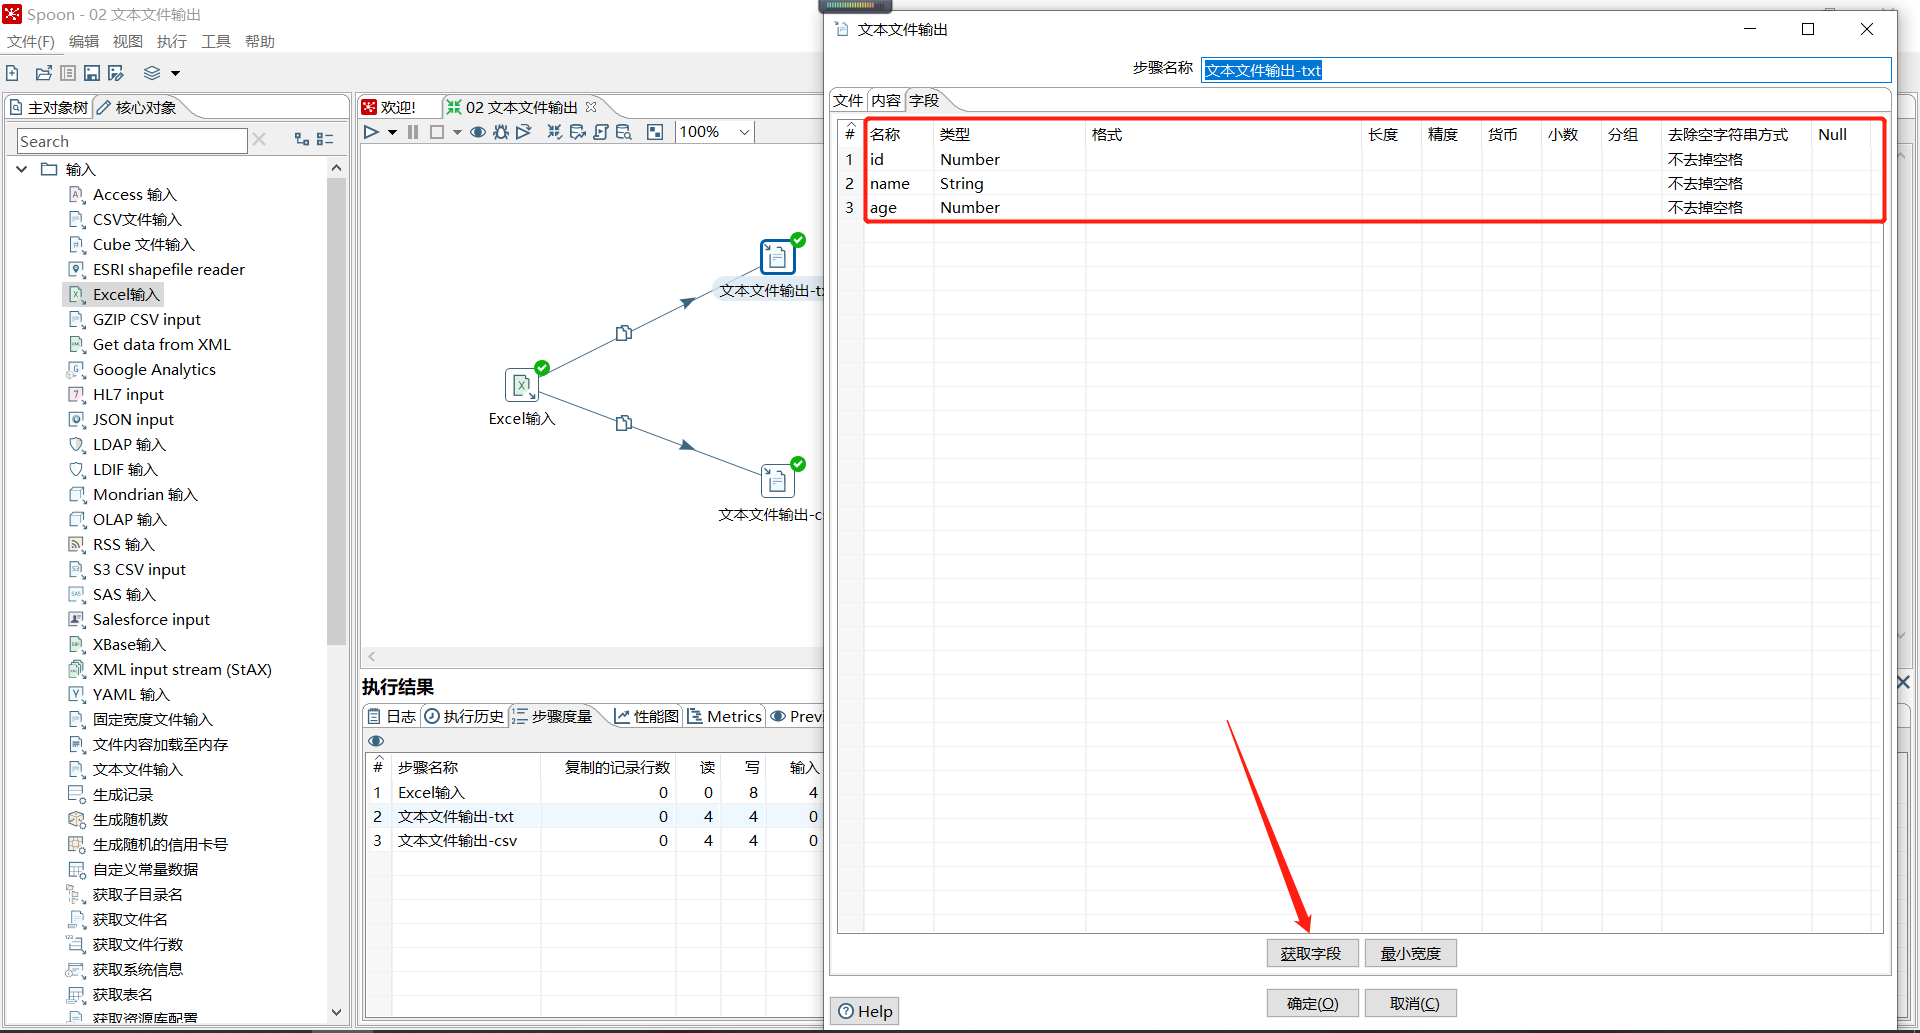 Spoon - 02 文本文件输出
文件(F) 编辑 视图 执行 工具 帮助
主对象树 核心对象
Search
输入
Access 输入
CSV文件输入
Cube 文件输入
ESRI shapefile reader
Excel输入
GZIP CSV input
Get data from XML
Google Analytics
HL7 input
JSON input
LDAP 输入
LDIF 输入
Mondrian 输入
OLAP 输入
RSS 输入
S3 CSV input
SAS 输入
Salesforce input
XBase输入
XML input stream (StAX)
YAML 输入
固定宽度文件输入
文件内容加载至内存
文本文件输入
生成记录
生成随机数
生成随机的信用卡号
自定义常量数据
获取子目录名
获取文件名
获取文件行数
获取系统信息
获取表名
获取资源库配置
欢迎! 02 文本文件输出
100%
文本文件输出-tx
Excel输入
文本文件输出-c
执行结果
日志 执行历史 步骤度量 性能图 Metrics Previ
# 步骤名称 复制的记录行数 读 写 输入
1 Excel输入 0 0 8 4
2 文本文件输出-txt 0 4 4 0
3 文本文件输出-csv 0 4 4 0
文本文件输出
步骤名称 文本文件输出-txt
文件 内容 字段
# 名称 类型 格式 长度 精度 货币 小数 分组 去除空字符串方式 Null
1 id Number 不去掉空格
2 name String 不去掉空格
3 age Number 不去掉空格
获取字段 最小宽度
Help 确定(O) 取消(C)